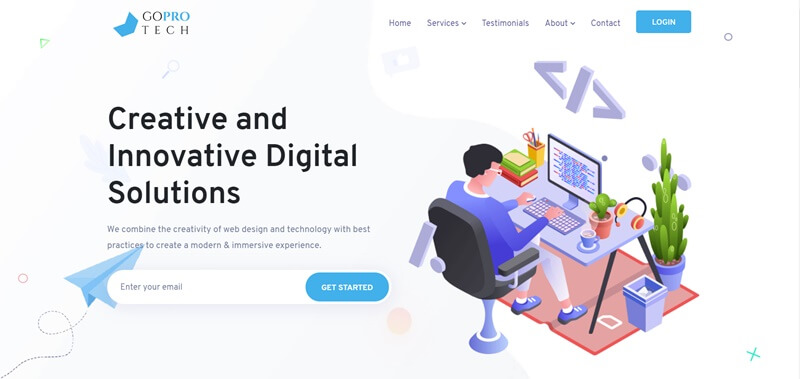 GOPRO
TECH
Home Services Testimonials About Contact LOGIN
Creative and
Innovative Digital
Solutions
We combine the creativity of web design and technology with best
practices to create a modern & immersive experience.
Enter your email GET STARTED